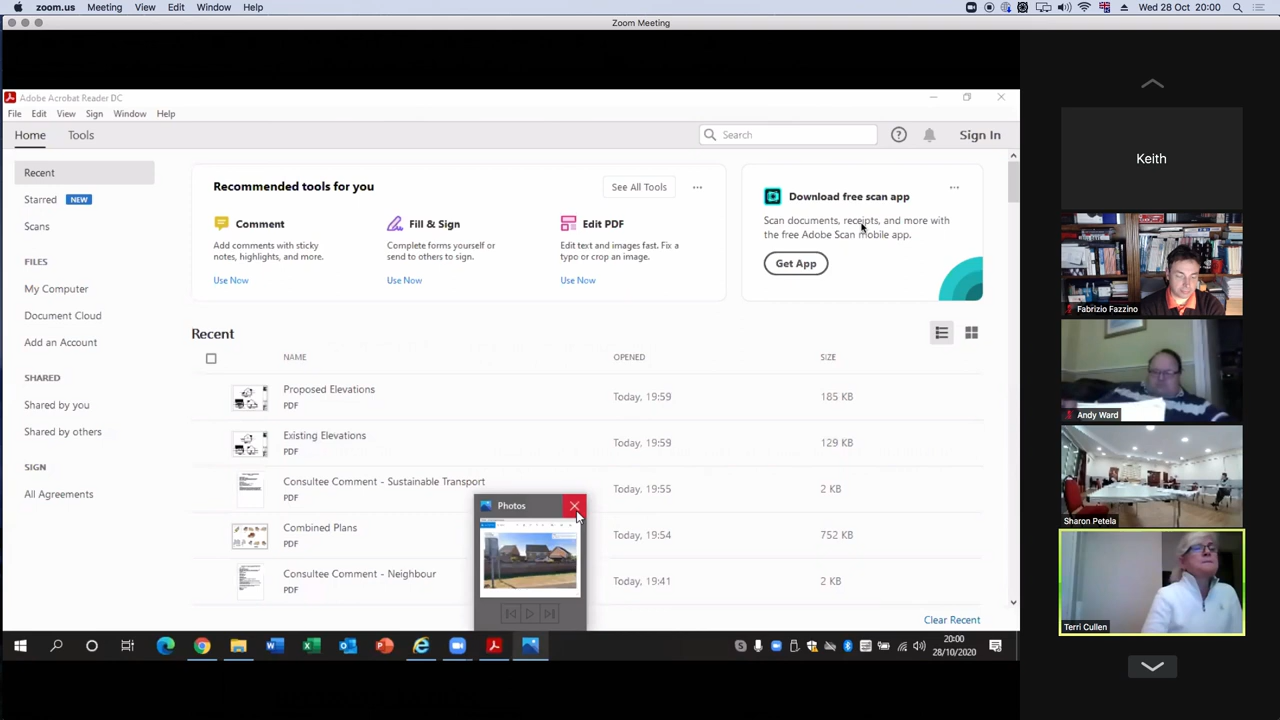 zoom.us Meeting View Edit Window Help
Wed 28 Oct 20:00
Zoom Meeting
Adobe Acrobat Reader DC
File Edit View Sign Window Help
Home Tools
Search
Sign In
Recent
Starred NEW
Scans
FILES
My Computer
Document Cloud
Add an Account
SHARED
Shared by you
Shared by others
SIGN
All Agreements
Recommended tools for you
See All Tools
Comment
Add comments with sticky
notes, highlights, and more.
Use Now
Fill & Sign
Complete forms yourself or
send to others to sign.
Use Now
Edit PDF
Edit text and images fast. Fix a
typo or crop an image.
Use Now
Download free scan app
Scan documents, receipts, and more with
the free Adobe Scan mobile app.
Get App
Recent
NAME OPENED SIZE
Proposed Elevations
PDF
Today, 19:59 185 KB
Existing Elevations
PDF
Today, 19:59 129 KB
Consultee Comment - Sustainable Transport
PDF
Today, 19:55 2 KB
Combined Plans
PDF
Today, 19:54 752 KB
Consultee Comment - Neighbour
PDF
Today, 19:41 2 KB
Photos
Clear Recent
20:00
28/10/2020
Keith
Fabrizio Fazzino
Andy Ward
Sharon Petela
Terri Cullen